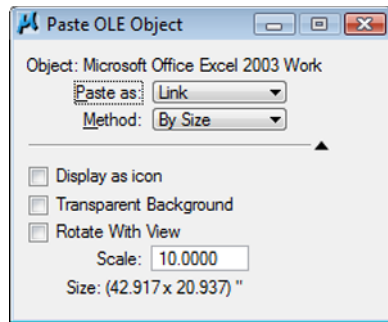 Paste OLE Object
Object: Microsoft Office Excel 2003 Work
Paste as: Link
Method: By Size
Display as icon
Transparent Background
Rotate With View
Scale: 10.0000
Size: (42.917 x 20.937) "